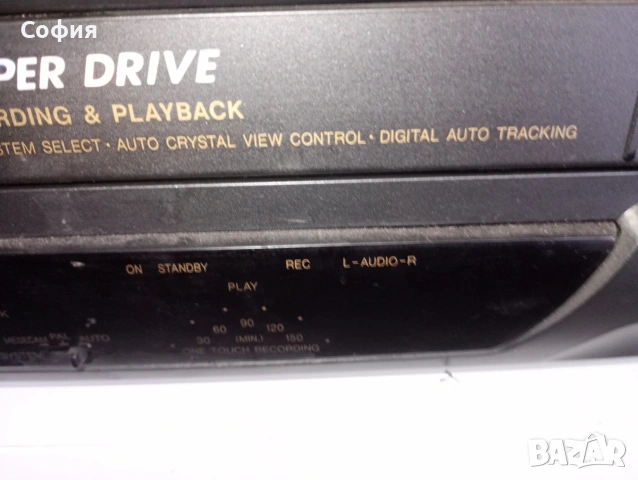 София
PER DRIVE
RDING & PLAYBACK
STEM SELECT · AUTO CRYSTAL VIEW CONTROL · DIGITAL AUTO TRACKING
ON STANDBY REC L-AUDIO-R
PLAY
60 90 120
30 (MIN.) 150
ONE TOUCH RECORDING
K
MESECAM PAL AUTO
BAZAR